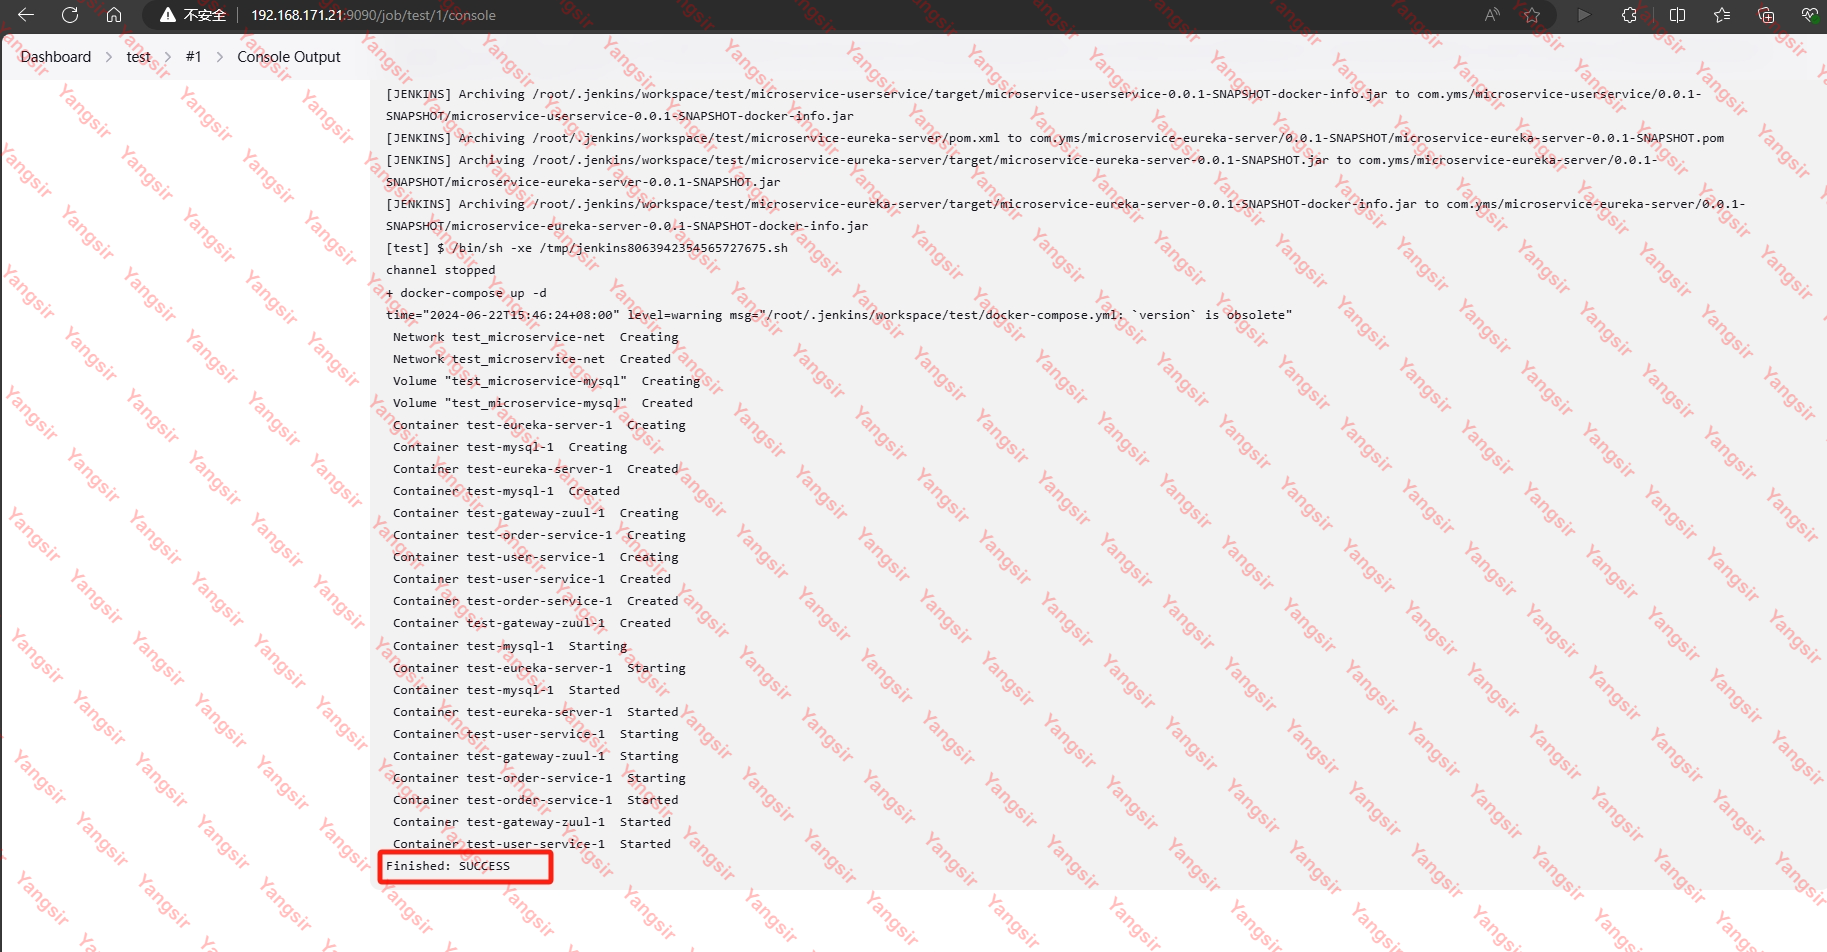 不安全 192.168.171.21:9090/job/test/1/console
Dashboard test #1 Console Output
[JENKINS] Archiving /root/.jenkins/workspace/test/microservice-userservice/target/microservice-userservice-0.0.1-SNAPSHOT-docker-info.jar to com.yms/microservice-userservice/0.0.1-
SNAPSHOT/microservice-userservice-0.0.1-SNAPSHOT-docker-info.jar
[JENKINS] Archiving /root/.jenkins/workspace/test/microservice-eureka-server/pom.xml to com.yms/microservice-eureka-server/0.0.1-SNAPSHOT/microservice-eureka-server-0.0.1-SNAPSHOT.pom
[JENKINS] Archiving /root/.jenkins/workspace/test/microservice-eureka-server/target/microservice-eureka-server-0.0.1-SNAPSHOT.jar to com.yms/microservice-eureka-server/0.0.1-
SNAPSHOT/microservice-eureka-server-0.0.1-SNAPSHOT.jar
[JENKINS] Archiving /root/.jenkins/workspace/test/microservice-eureka-server/target/microservice-eureka-server-0.0.1-SNAPSHOT-docker-info.jar to com.yms/microservice-eureka-server/0.0.1-
SNAPSHOT/microservice-eureka-server-0.0.1-SNAPSHOT-docker-info.jar
[test] $ /bin/sh -xe /tmp/jenkins8063942354565727675.sh
channel stopped
+ docker-compose up -d
time="2024-06-22T15:46:24+08:00" level=warning msg="/root/.jenkins/workspace/test/docker-compose.yml: `version` is obsolete"
Network test_microservice-net Creating
Network test_microservice-net Created
Volume "test_microservice-mysql" Creating
Volume "test_microservice-mysql" Created
Container test-eureka-server-1 Creating
Container test-mysql-1 Creating
Container test-eureka-server-1 Created
Container test-mysql-1 Created
Container test-gateway-zuul-1 Creating
Container test-order-service-1 Creating
Container test-user-service-1 Creating
Container test-user-service-1 Created
Container test-order-service-1 Created
Container test-gateway-zuul-1 Created
Container test-mysql-1 Starting
Container test-eureka-server-1 Starting
Container test-mysql-1 Started
Container test-eureka-server-1 Started
Container test-user-service-1 Starting
Container test-gateway-zuul-1 Starting
Container test-order-service-1 Starting
Container test-order-service-1 Started
Container test-gateway-zuul-1 Started
Container test-user-service-1 Started
Finished: SUCCESS
Yangsir